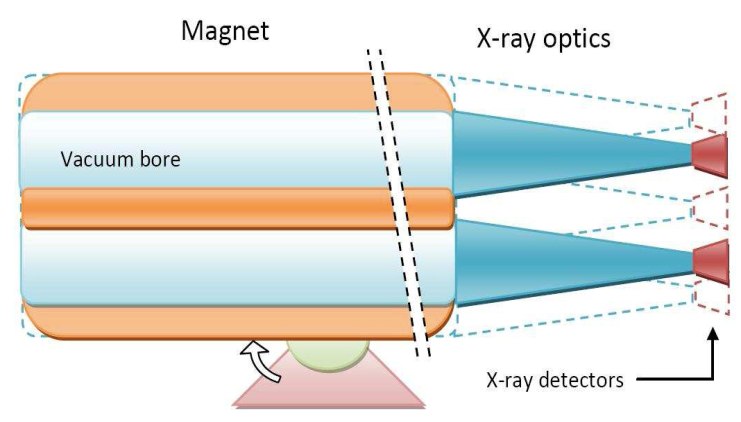 Magnet
X-ray optics
Vacuum bore
X-ray detectors